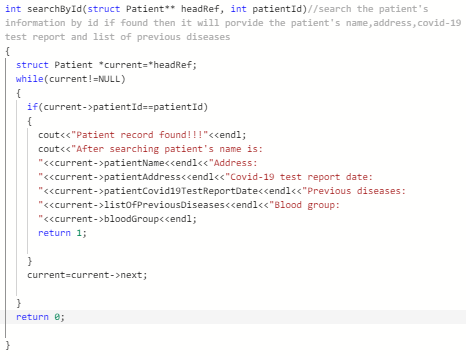 int searchById(struct Patient** headRef, int patientId)//search the patient's
information by id if found then it will porvide the patient's name,address,covid-19
test report and list of previous diseases
{
struct Patient *current=*headRef;
while(current!=NULL)
{
if(current->patientId==patientId)
{
cout<<"Patient record found!!!"<<endl;
cout<<"After searching patient's name is:
"<<current->patientName<<endl<<"Address:
"<<current->patientAddress<<endl<<"Covid-19 test report date:
"<<current->patientCovid19TestReportDate<<endl<<"Previous diseases:
"<<current->listOfPreviousDiseases<<endl<<"Blood group:
"<<current->bloodGroup<<endl;
return 1;
}
current=current->next;
}
return 0;
}